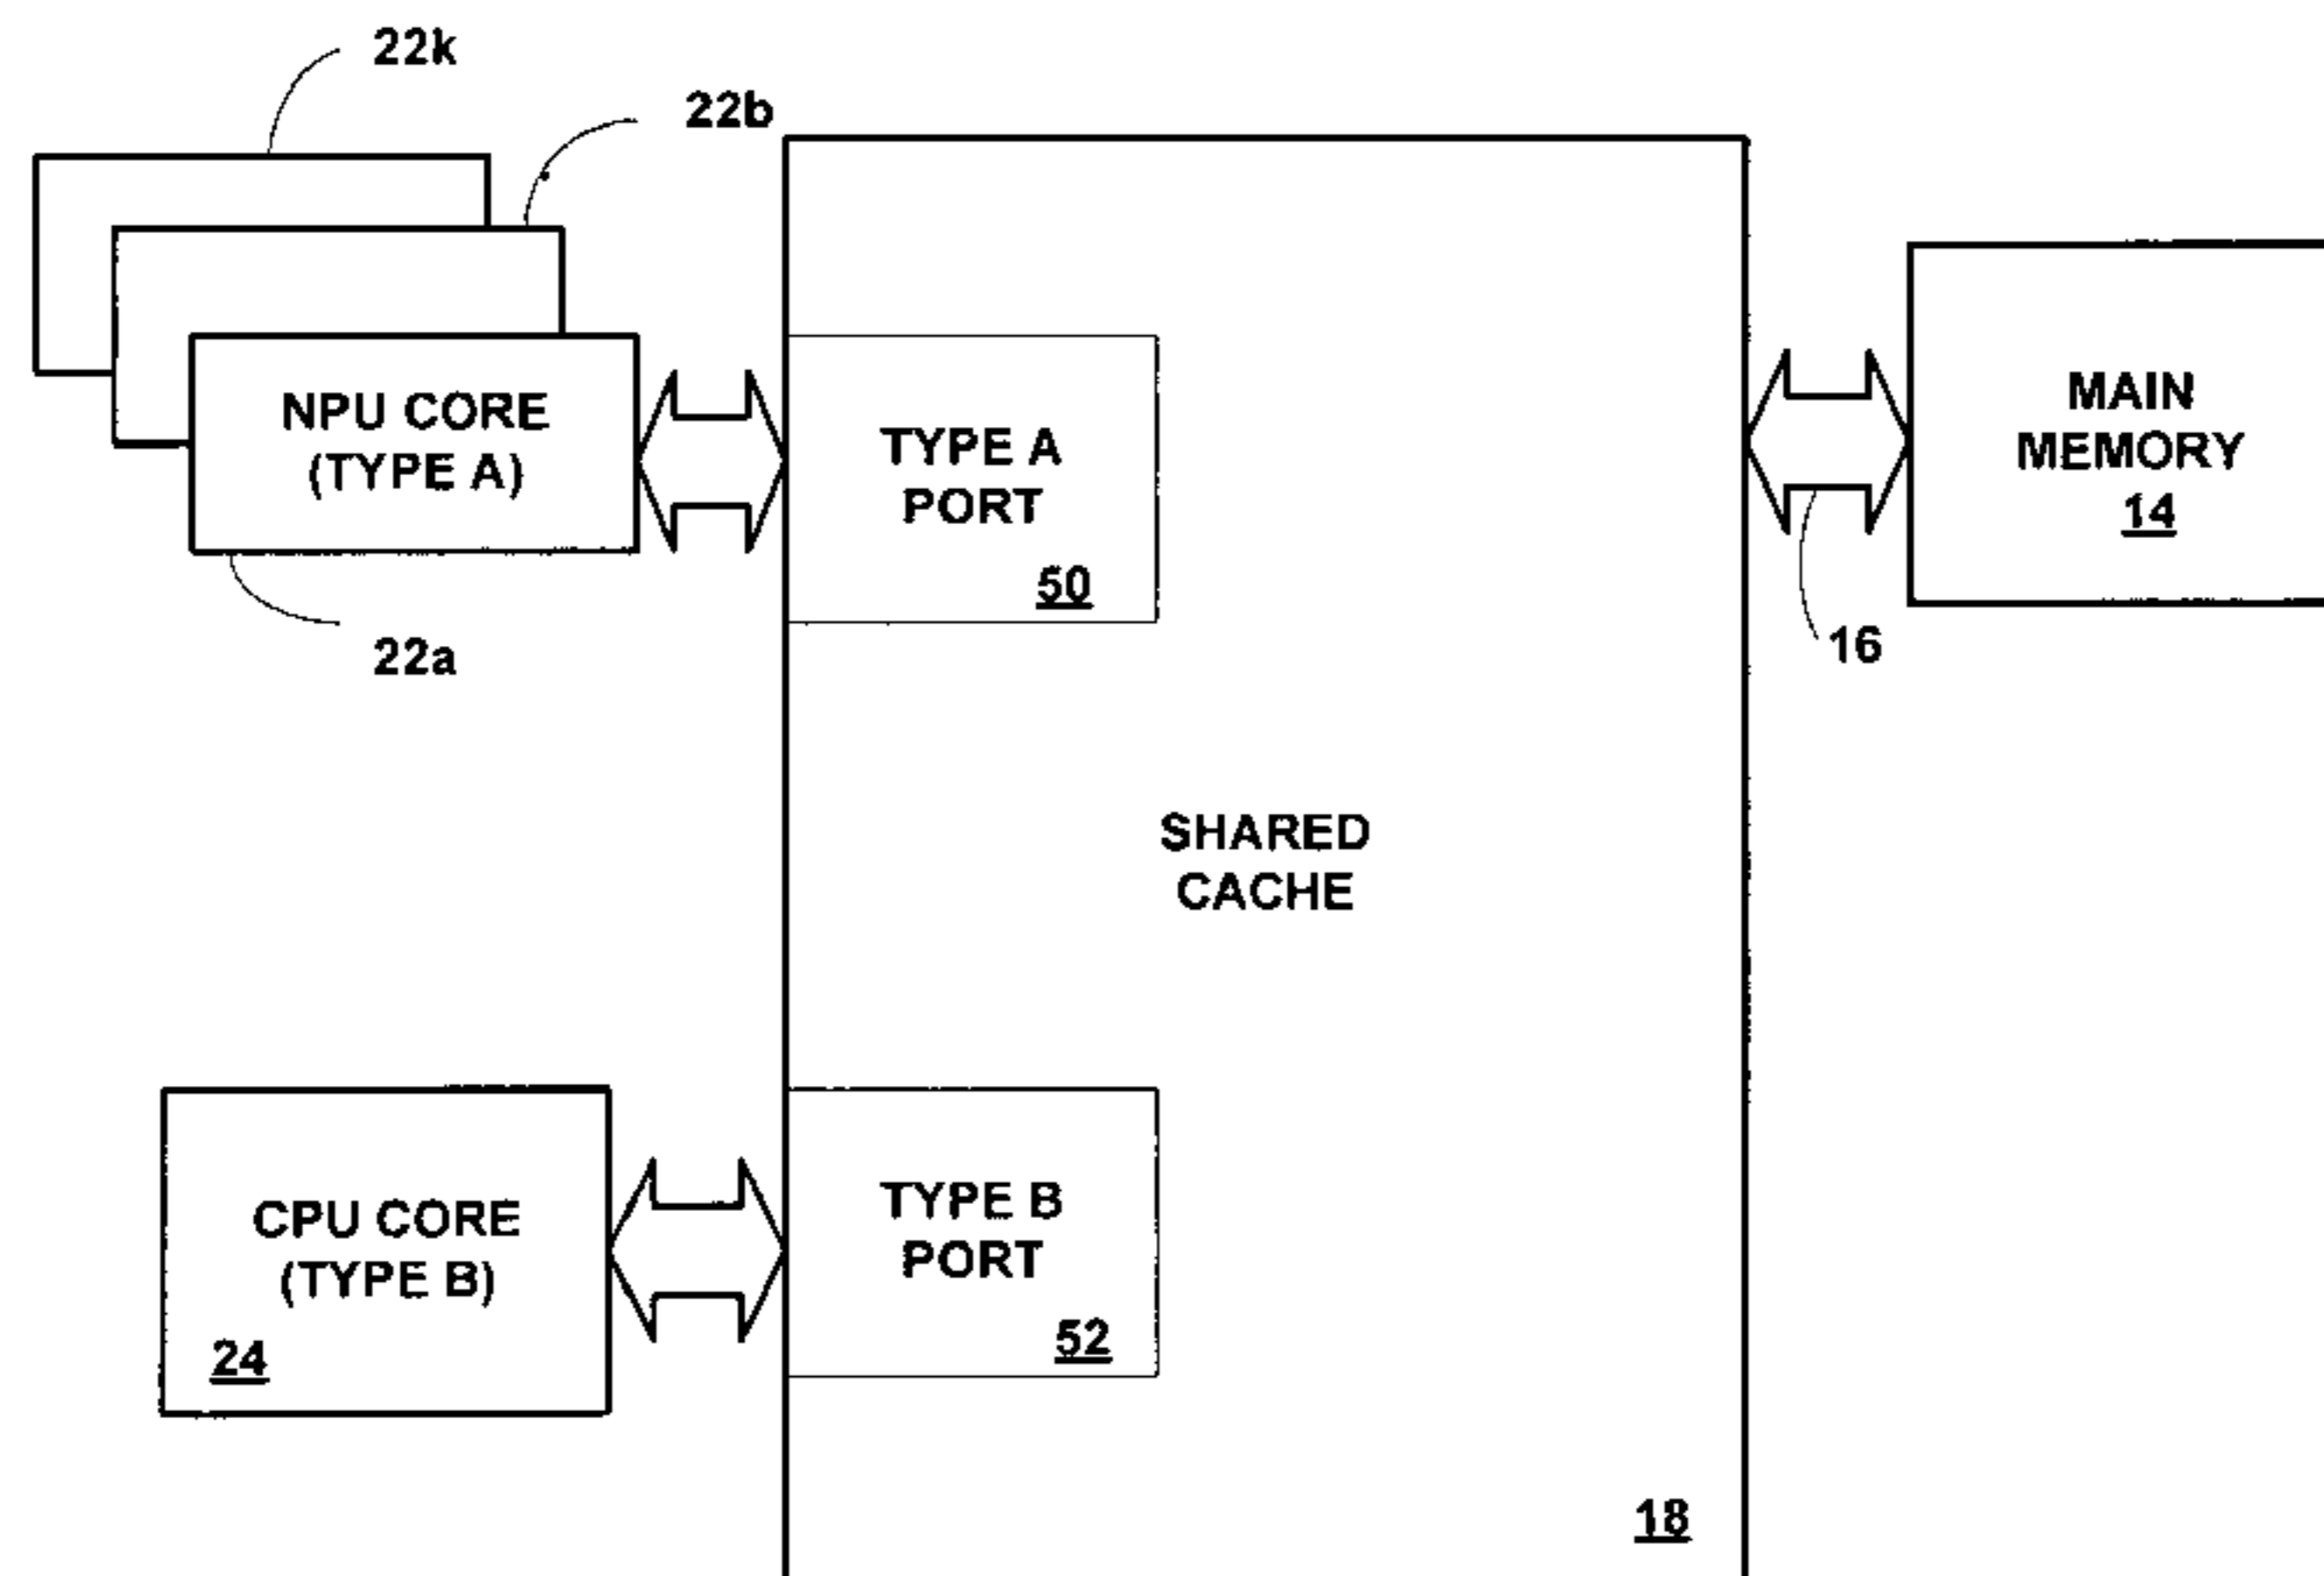 22k
22b
NPU CORE
(TYPE A)
22a
TYPE A
PORT
50
MAIN
MEMORY
14
16
SHARED
CACHE
CPU CORE
(TYPE B)
24
TYPE B
PORT
52
18